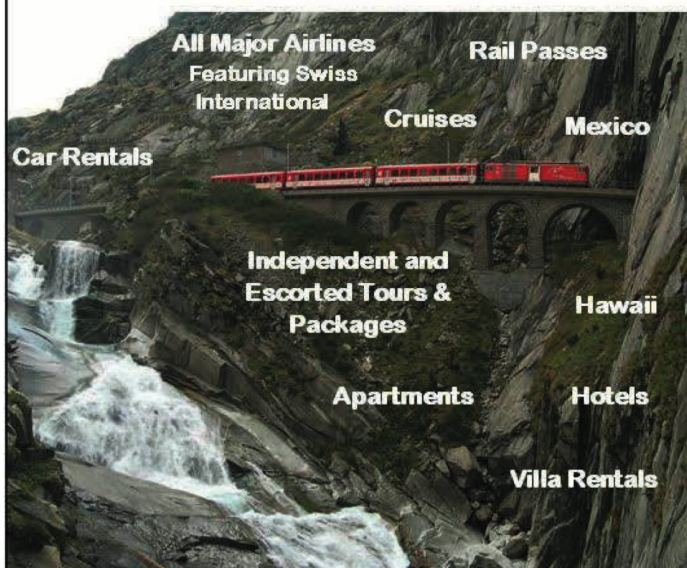 All Major Airlines
Featuring Swiss
International
Rail Passes
Cruises
Mexico
Car Rentals
Independent and
Escorted Tours &
Packages
Hawaii
Apartments
Hotels
Villa Rentals